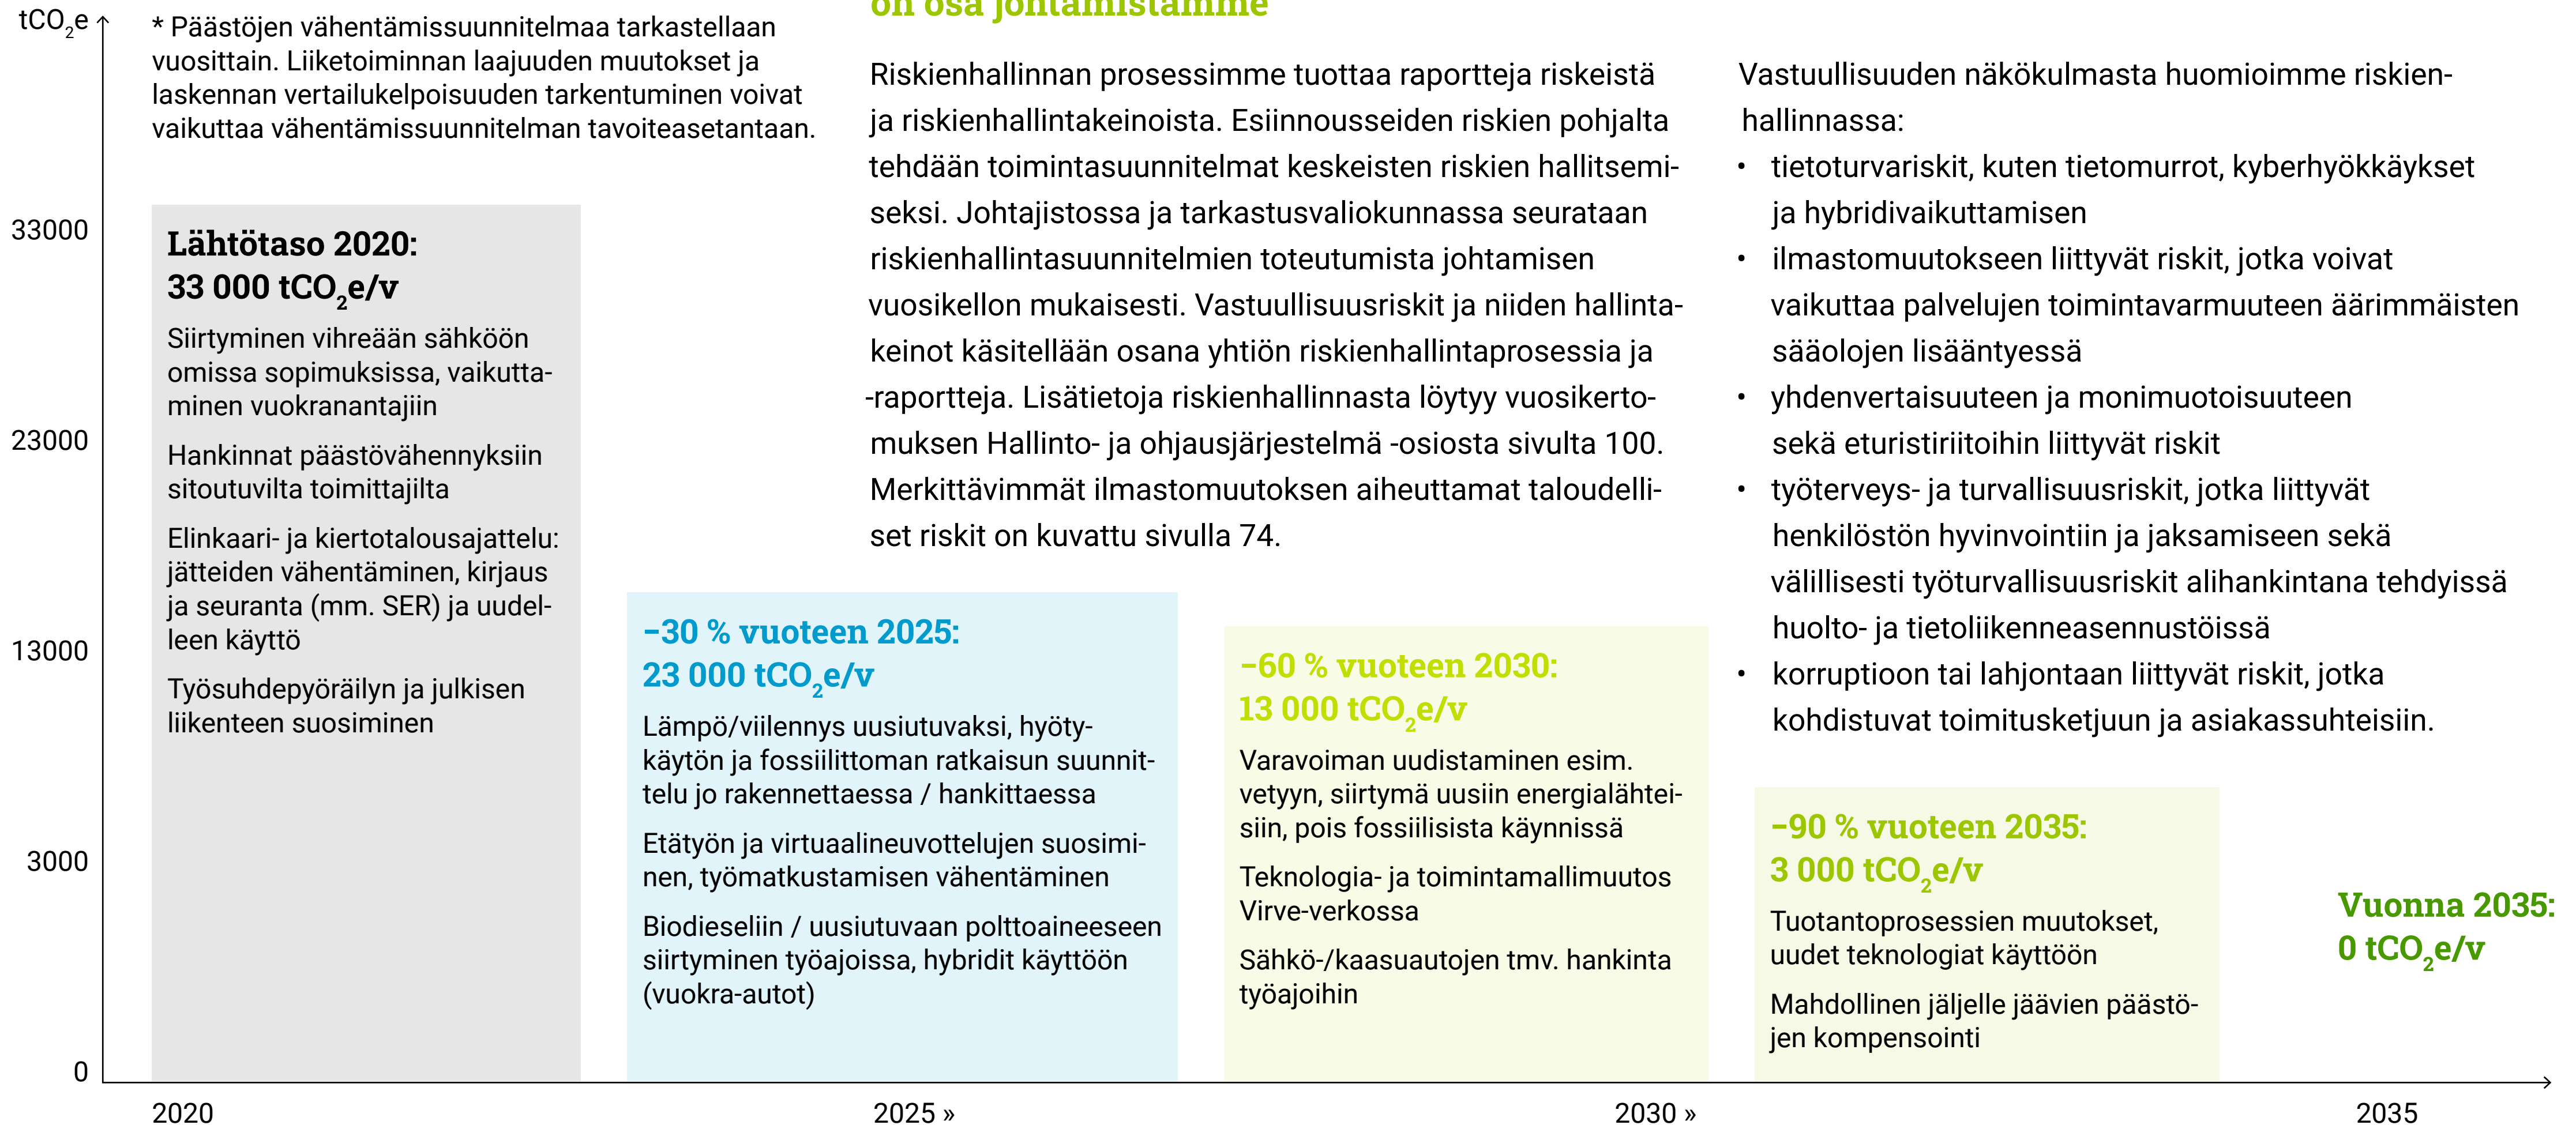 tCO₂e
* Päästöjen vähentämissuunnitelmaa tarkastellaan
vuosittain. Liiketoiminnan laajuuden muutokset ja
laskennan vertailukelpoisuuden tarkentuminen voivat
vaikuttaa vähentämissuunnitelman tavoiteasetantaan.
on osa johtamistamme
Riskienhallinnan prosessimme tuottaa raportteja riskeistä
ja riskienhallintakeinoista. Esiinnousseiden riskien pohjalta
tehdään toimintasuunnitelmat keskeisten riskien hallitsemi-
seksi. Johtajistossa ja tarkastusvaliokunnassa seurataan
riskienhallintasuunnitelmien toteutumista johtamisen
vuosikellon mukaisesti. Vastuullisuusriskit ja niiden hallinta-
keinot käsitellään osana yhtiön riskienhallintaprosessia ja
-raportteja. Lisätietoja riskienhallinnasta löytyy vuosikerto-
muksen Hallinto- ja ohjausjärjestelmä -osiosta sivulta 100.
Merkittävimmät ilmastomuutoksen aiheuttamat taloudelli-
set riskit on kuvattu sivulla 74.
Vastuullisuuden näkökulmasta huomioimme riskien-
hallinnassa:
• tietoturvariskit, kuten tietomurrot, kyberhyökkäykset
ja hybridivaikuttamisen
• ilmastomuutokseen liittyvät riskit, jotka voivat
vaikuttaa palvelujen toimintavarmuuteen äärimmäisten
sääolojen lisääntyessä
• yhdenvertaisuuteen ja monimuotoisuuteen
sekä eturistiriitoihin liittyvät riskit
• työterveys- ja turvallisuusriskit, jotka liittyvät
henkilöstön hyvinvointiin ja jaksamiseen sekä
välillisesti työturvallisuusriskit alihankintana tehdyissä
huolto- ja tietoliikenneasennustöissä
• korruptioon tai lahjontaan liittyvät riskit, jotka
kohdistuvat toimitusketjuun ja asiakassuhteisiin.
33000
23000
13000
3000
0
Lähtötaso 2020:
33 000 tCO₂e/v
Siirtyminen vihreään sähköön
omissa sopimuksissa, vaikutta-
minen vuokranantajiin
Hankinnat päästövähennyksiin
sitoutuvilta toimittajilta
Elinkaari- ja kiertotalousajattelu:
jätteiden vähentäminen, kirjaus
ja seuranta (mm. SER) ja uudel-
leen käyttö
Työsuhdepyöräilyn ja julkisen
liikenteen suosiminen
−30 % vuoteen 2025:
23 000 tCO₂e/v
Lämpö/viilennys uusiutuvaksi, hyöty-
käytön ja fossiilittoman ratkaisun suunnit-
telu jo rakennettaessa / hankittaessa
Etätyön ja virtuaalineuvottelujen suosimi-
nen, työmatkustamisen vähentäminen
Biodieseliin / uusiutuvaan polttoaineeseen
siirtyminen työajoissa, hybridit käyttöön
(vuokra-autot)
−60 % vuoteen 2030:
13 000 tCO₂e/v
Varavoiman uudistaminen esim.
vetyyn, siirtymä uusiin energialähtei-
siin, pois fossiilisista käynnissä
Teknologia- ja toimintamallimuutos
Virve-verkossa
Sähkö-/kaasuautojen tmv. hankinta
työajoihin
−90 % vuoteen 2035:
3 000 tCO₂e/v
Tuotantoprosessien muutokset,
uudet teknologiat käyttöön
Mahdollinen jäljelle jäävien päästö-
jen kompensointi
Vuonna 2035:
0 tCO₂e/v
2020
2025 »
2030 »
2035